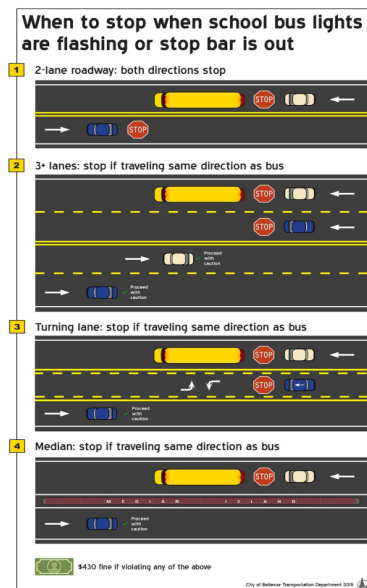 When to stop when school bus lights
are flashing or stop bar is out
1
2-lane roadway: both directions stop
STOP
STOP
2
3+ lanes: stop if traveling same direction as bus
STOP
STOP
Proceed
with
caution
Proceed
with
caution
3
Turning lane: stop if traveling same direction as bus
STOP
STOP
Proceed
with
caution
4
Median: stop if traveling same direction as bus
STOP
MEDIAN ISLAND
Proceed
with
caution
$430 fine if violating any of the above
City of Bellevue Transportation Department 2015